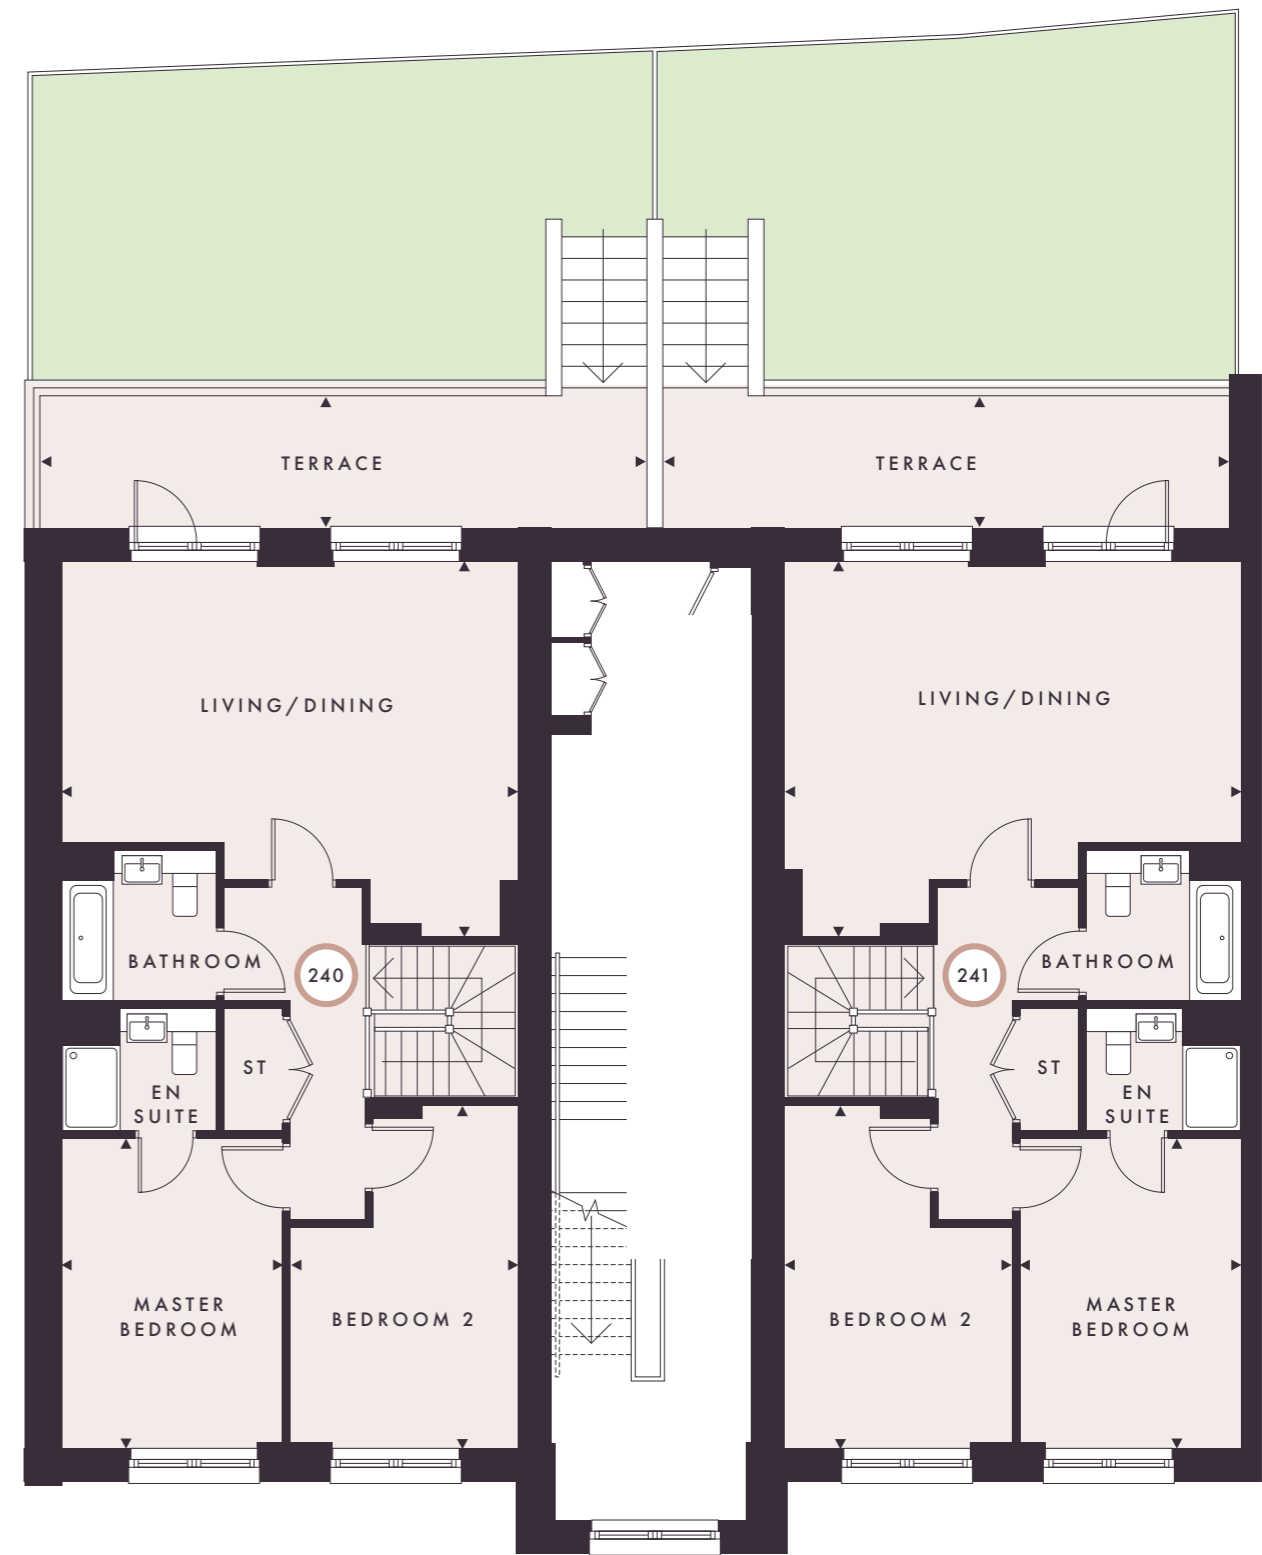 TERRACE
TERRACE
LIVING/DINING
LIVING/DINING
BATHROOM
240
241
BATHROOM
ST
EN
SUITE
ST
EN
SUITE
MASTER
BEDROOM
BEDROOM 2
BEDROOM 2
MASTER
BEDROOM